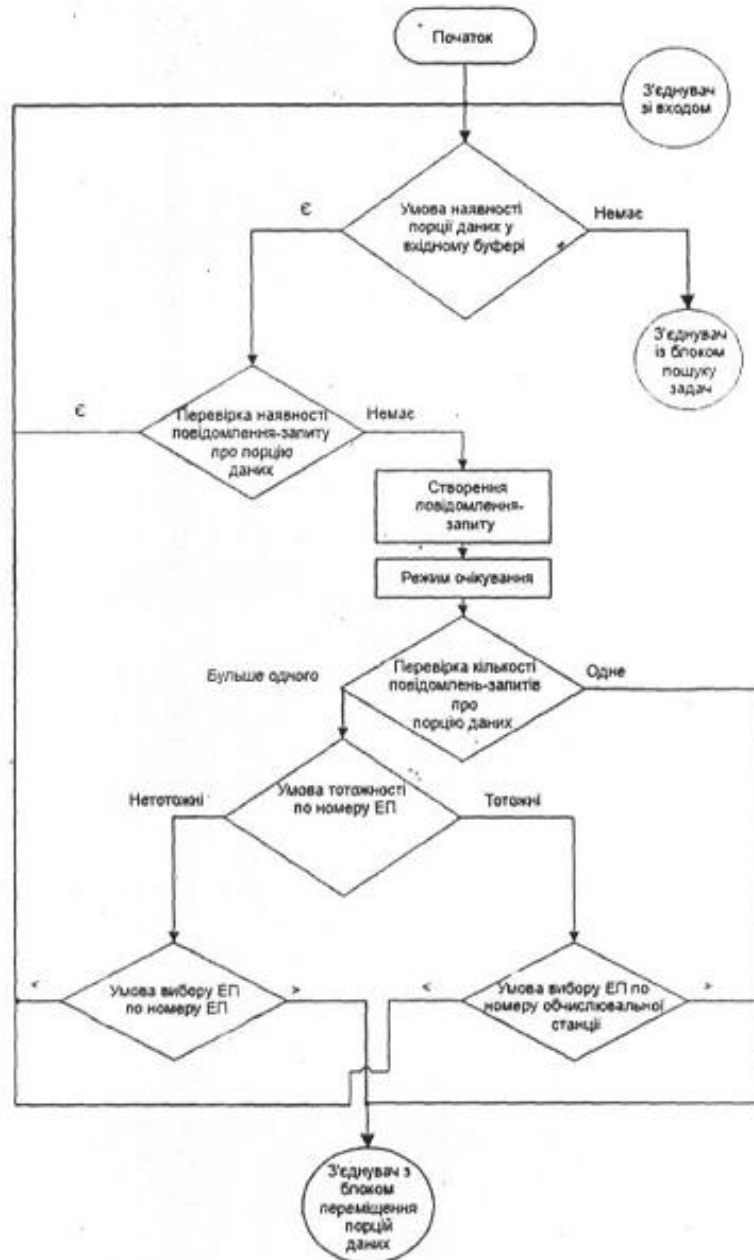 Початок
З'єднувач
зі входом
Умова наявності
порції даних у
вхідному буфері
Є
Немає
З'єднувач
із блоком
пошуку
задач
Є
Перевірка наявності
повідомлення-запиту
про порцію
даних
Немає
Створення
повідомлення-
запиту
Режим очікування
Бульше одного
Перевірка кількості
повідомлень-запитів
про
порцію даних
Одне
Нетотожні
Умова тотожності
по номеру ЕП
Тотожні
<
Умова вибору ЕП
по номеру ЕП
>
<
Умова вибору ЕП по
номеру обчислювальної
станції
>
З'єднувач з
блоком
переміщення
порцій
даних